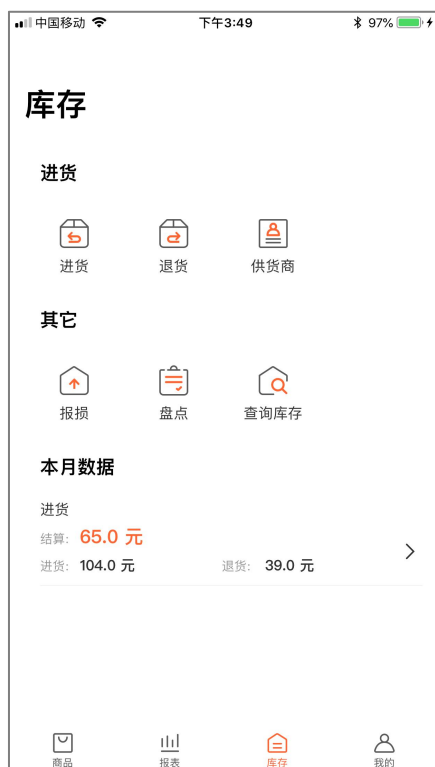 中国移动 下午3:49 97%
库存
进货
进货 退货 供货商
其它
报损 盘点 查询库存
本月数据
进货
结算: 65.0 元
进货: 104.0 元 退货: 39.0 元
商品 报表 库存 我的